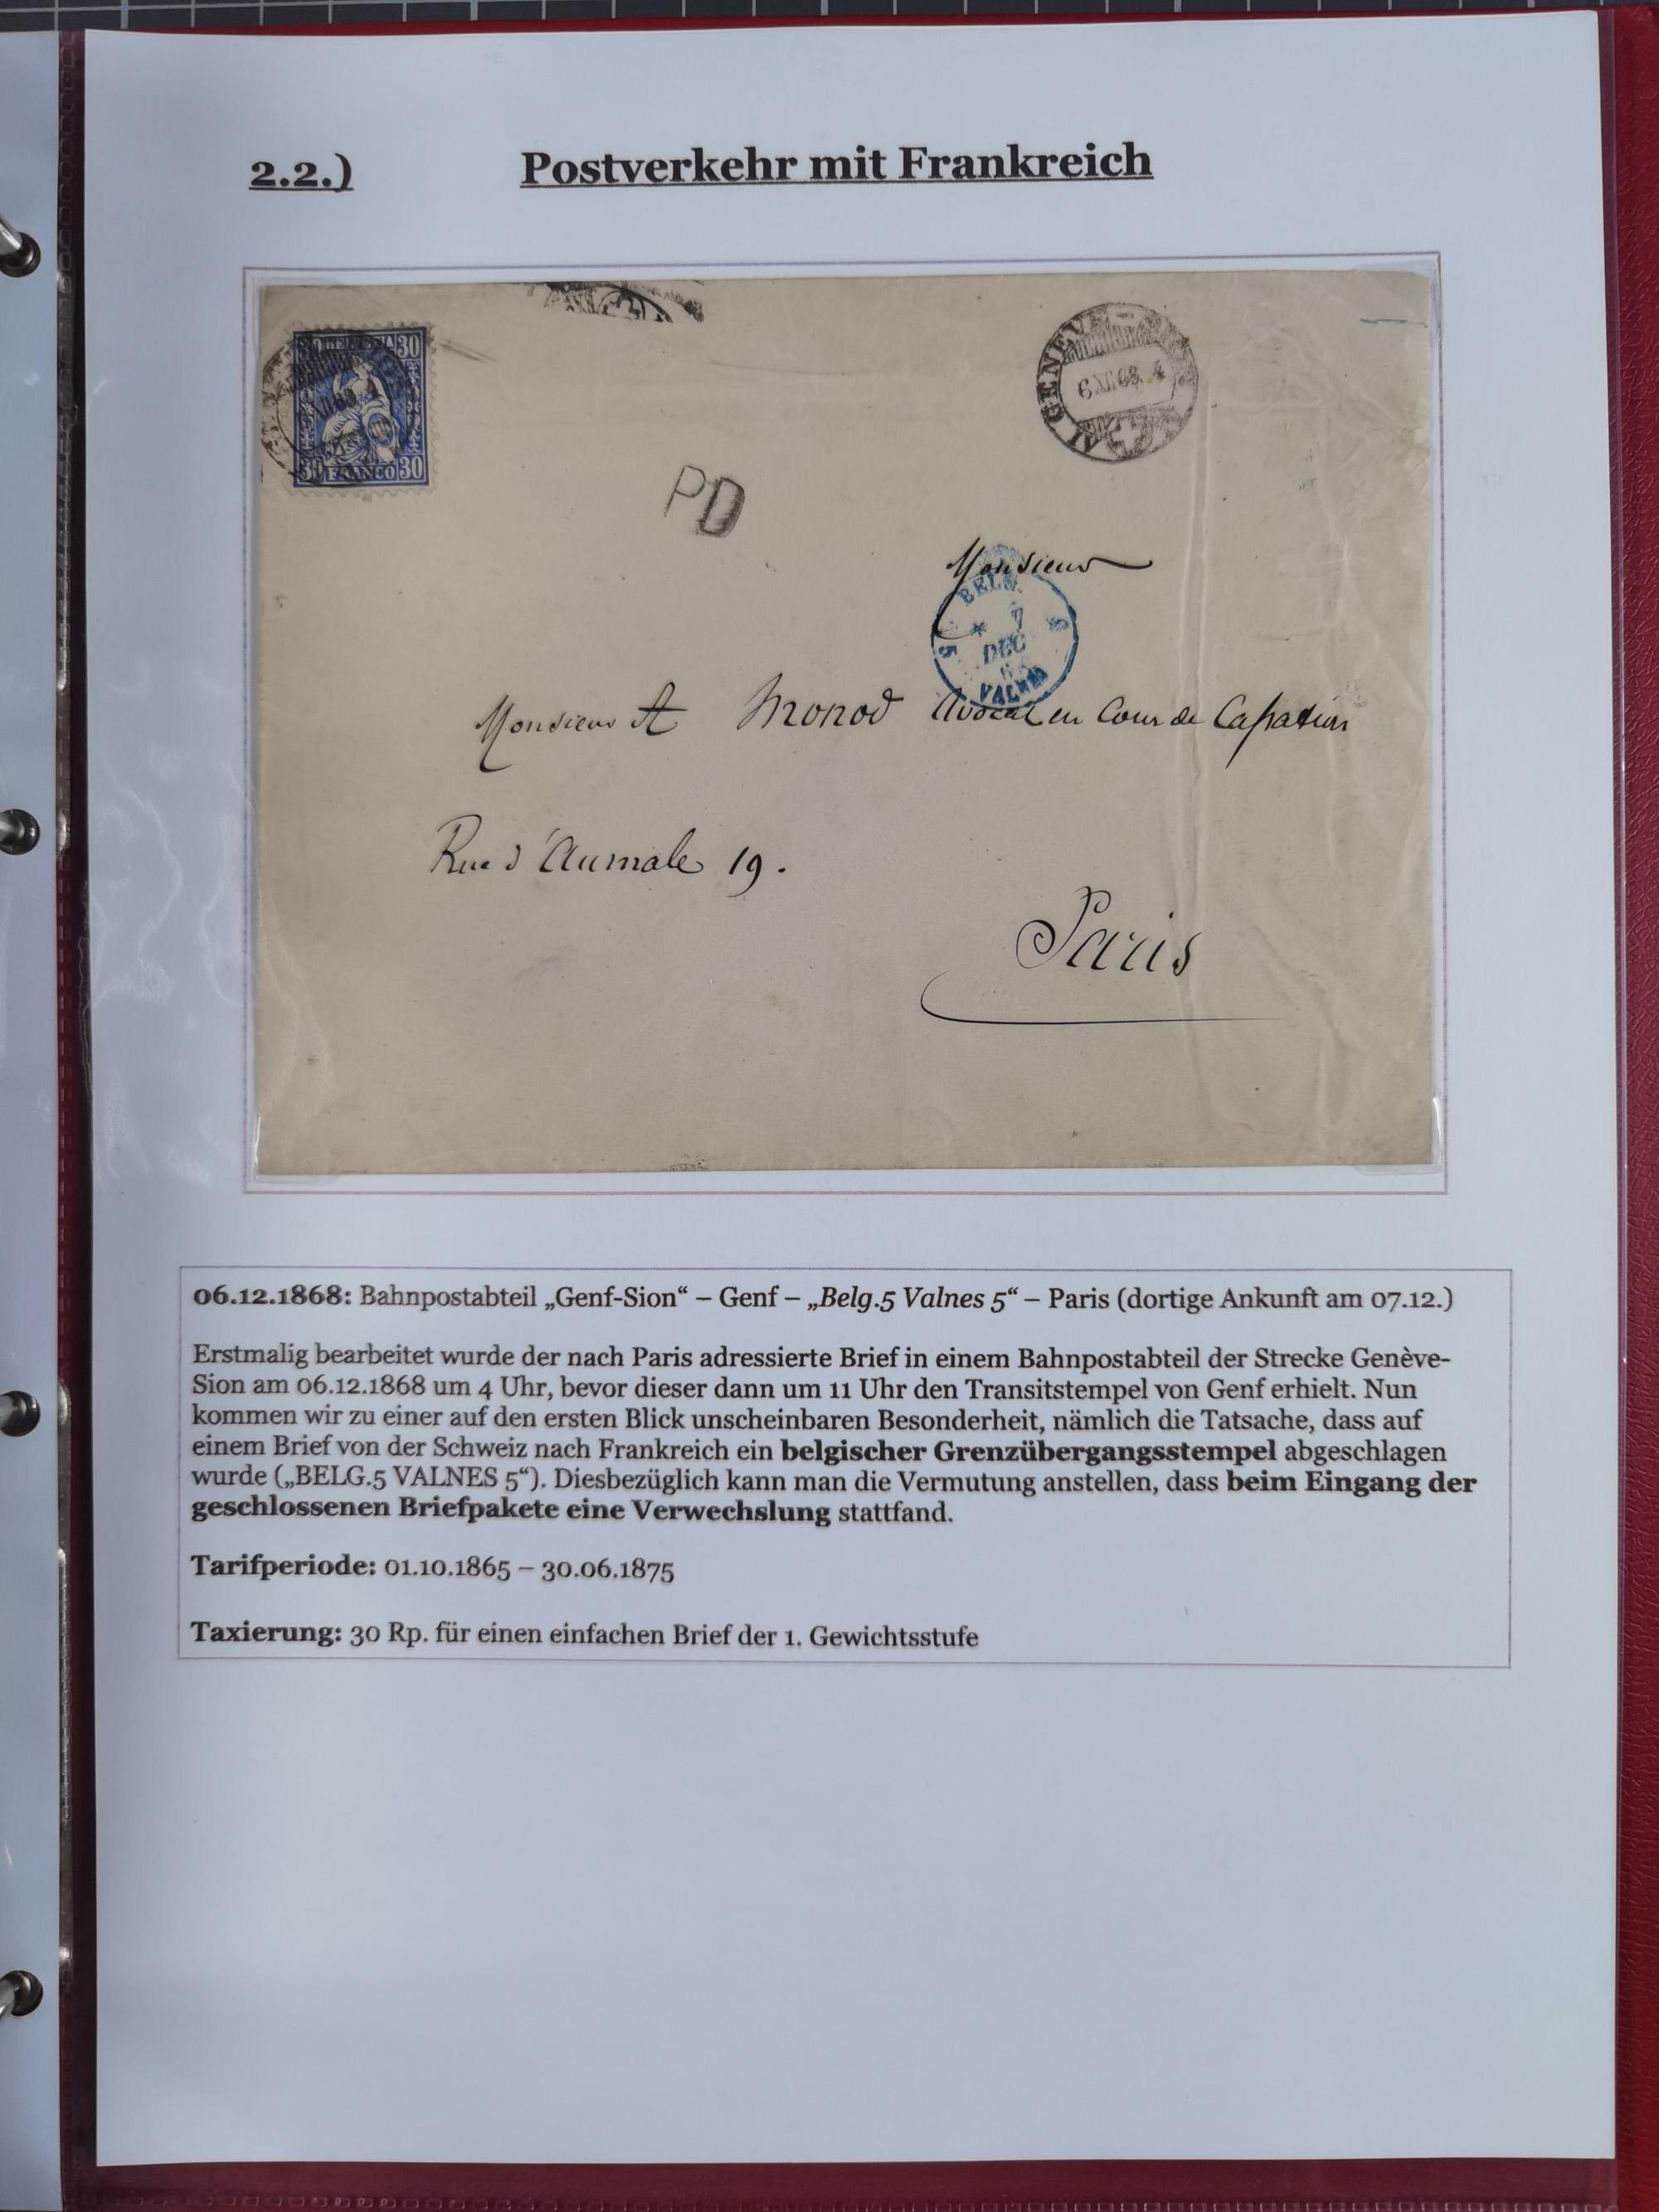 2.2.) Postverkehr mit Frankreich
30 HELVETIA 30
30 FRANCO 30
GENEVE-
6 XII 68 4
PD
Monsieur
BELG.
5 5
7
DEC
VALNES
Monsieur A Monod Avocat en Cour de Cassation
Rue d'Aumale 19.
Paris
06.12.1868: Bahnpostabteil „Genf-Sion“ – Genf – „Belg.5 Valnes 5“ – Paris (dortige Ankunft am 07.12.)
Erstmalig bearbeitet wurde der nach Paris adressierte Brief in einem Bahnpostabteil der Strecke Genève-
Sion am 06.12.1868 um 4 Uhr, bevor dieser dann um 11 Uhr den Transitstempel von Genf erhielt. Nun
kommen wir zu einer auf den ersten Blick unscheinbaren Besonderheit, nämlich die Tatsache, dass auf
einem Brief von der Schweiz nach Frankreich ein belgischer Grenzübergangsstempel abgeschlagen
wurde („BELG.5 VALNES 5“). Diesbezüglich kann man die Vermutung anstellen, dass beim Eingang der
geschlossenen Briefpakete eine Verwechslung stattfand.
Tarifperiode: 01.10.1865 – 30.06.1875
Taxierung: 30 Rp. für einen einfachen Brief der 1. Gewichtsstufe